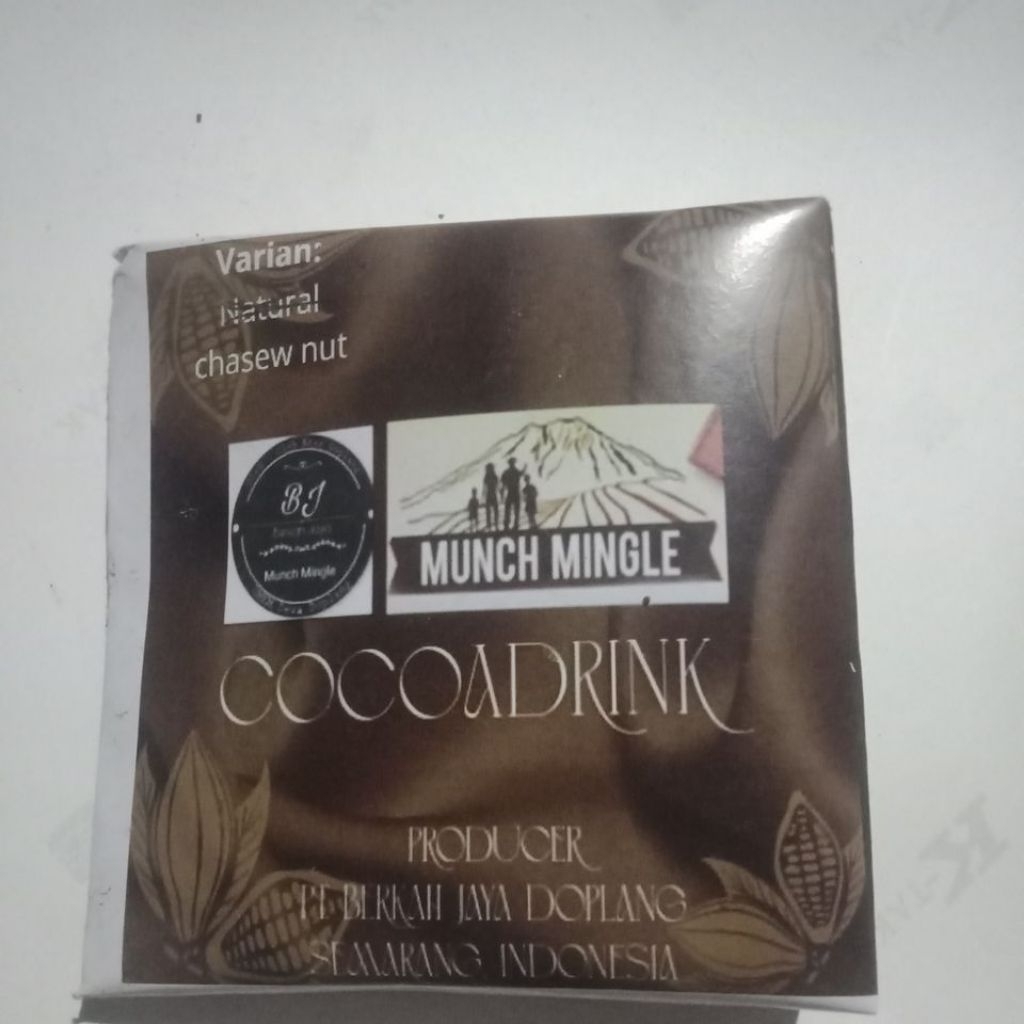 Varian:
Natural
chasew nut
BJ
Munch Mingle
MUNCH MINGLE
COCOADRINK
PRODUCER
PT BERKAH JAYA DOPLANG
SEMARANG INDONESIA